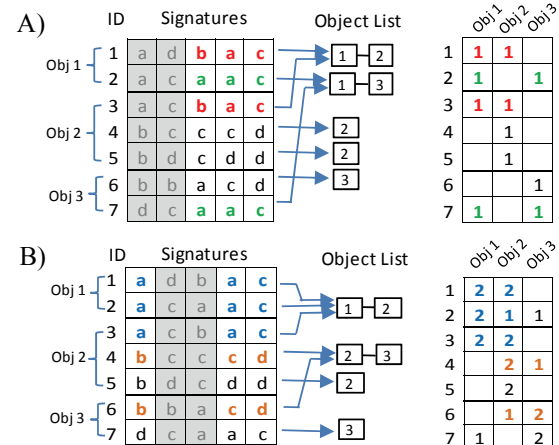 A)
ID Signatures Object List
Obj 1
Obj 2
Obj 3
1 a d b a c
2 a c a a c
3 a c b a c
4 b c c c d
5 b c c d d
6 b b a c d
7 d c a a c
1 2
1 3
2
2
3
Obj 1 Obj 2 Obj 3
1 1 1
2 1 1
3 1 1
4 1
5 1
6 1
7 1 1
B)
ID Signatures Object List
Obj 1
Obj 2
Obj 3
1 a d b a c
2 a c a a c
3 a c b a c
4 b c c c d
5 b c c d d
6 b b a c d
7 d c a a c
1 2
2 3
2
3
Obj 1 Obj 2 Obj 3
1 2 2
2 2 1 1
3 2 2
4 2 1
5 2
6 1 2
7 1 2